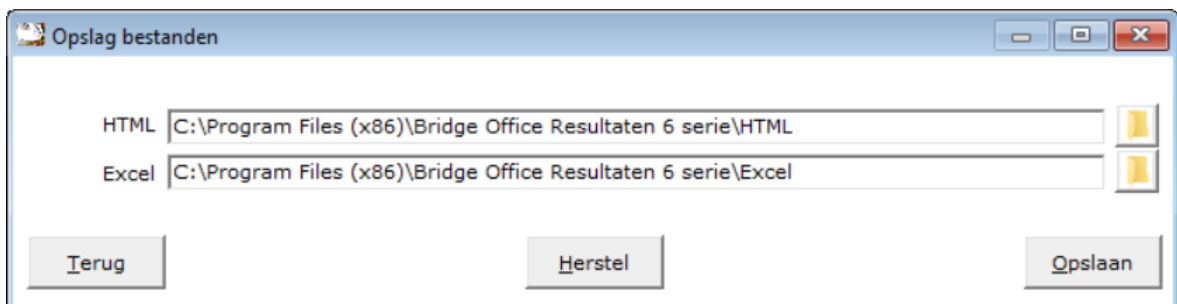 Opslag bestanden
HTML C:\Program Files (x86)\Bridge Office Resultaten 6 serie\HTML
Excel C:\Program Files (x86)\Bridge Office Resultaten 6 serie\Excel
Terug Herstel Opslaan